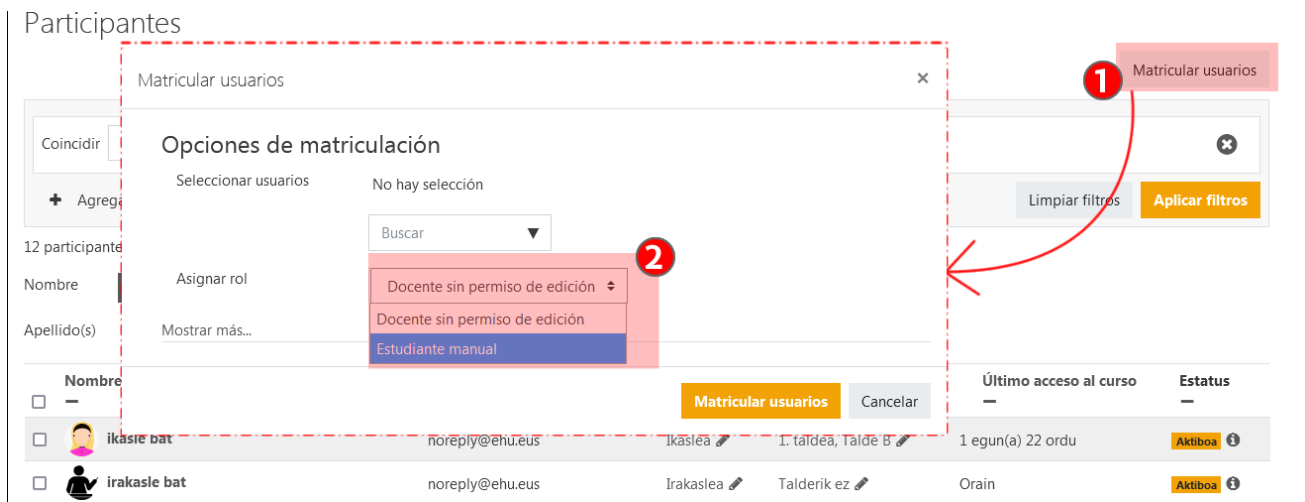 Participantes
Matricular usuarios
1
Matricular usuarios ×
Coincidir
Opciones de matriculación
Seleccionar usuarios No hay selección
Limpiar filtros Aplicar filtros
Buscar ▼
12 participante
2
Nombre Asignar rol Docente sin permiso de edición
Docente sin permiso de edición
Apellido(s) Mostrar más...
Estudiante manual
Nombre Último acceso al curso Estatus
Matricular usuarios Cancelar
ikasle bat noreply@ehu.eus Ikaslea 1. taldea, Talde B 1 egun(a) 22 ordu Aktiboa
irakasle bat noreply@ehu.eus Irakaslea Talderik ez Orain Aktiboa